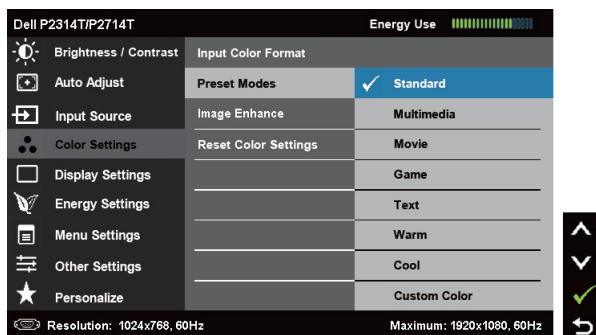 Dell P2314T/P2714T Energy Use
Brightness / Contrast Input Color Format
Auto Adjust Preset Modes Standard
Input Source Image Enhance Multimedia
Color Settings Reset Color Settings Movie
Display Settings Game
Energy Settings Text
Menu Settings Warm
Other Settings Cool
Personalize Custom Color
Resolution: 1024x768, 60Hz Maximum: 1920x1080, 60Hz